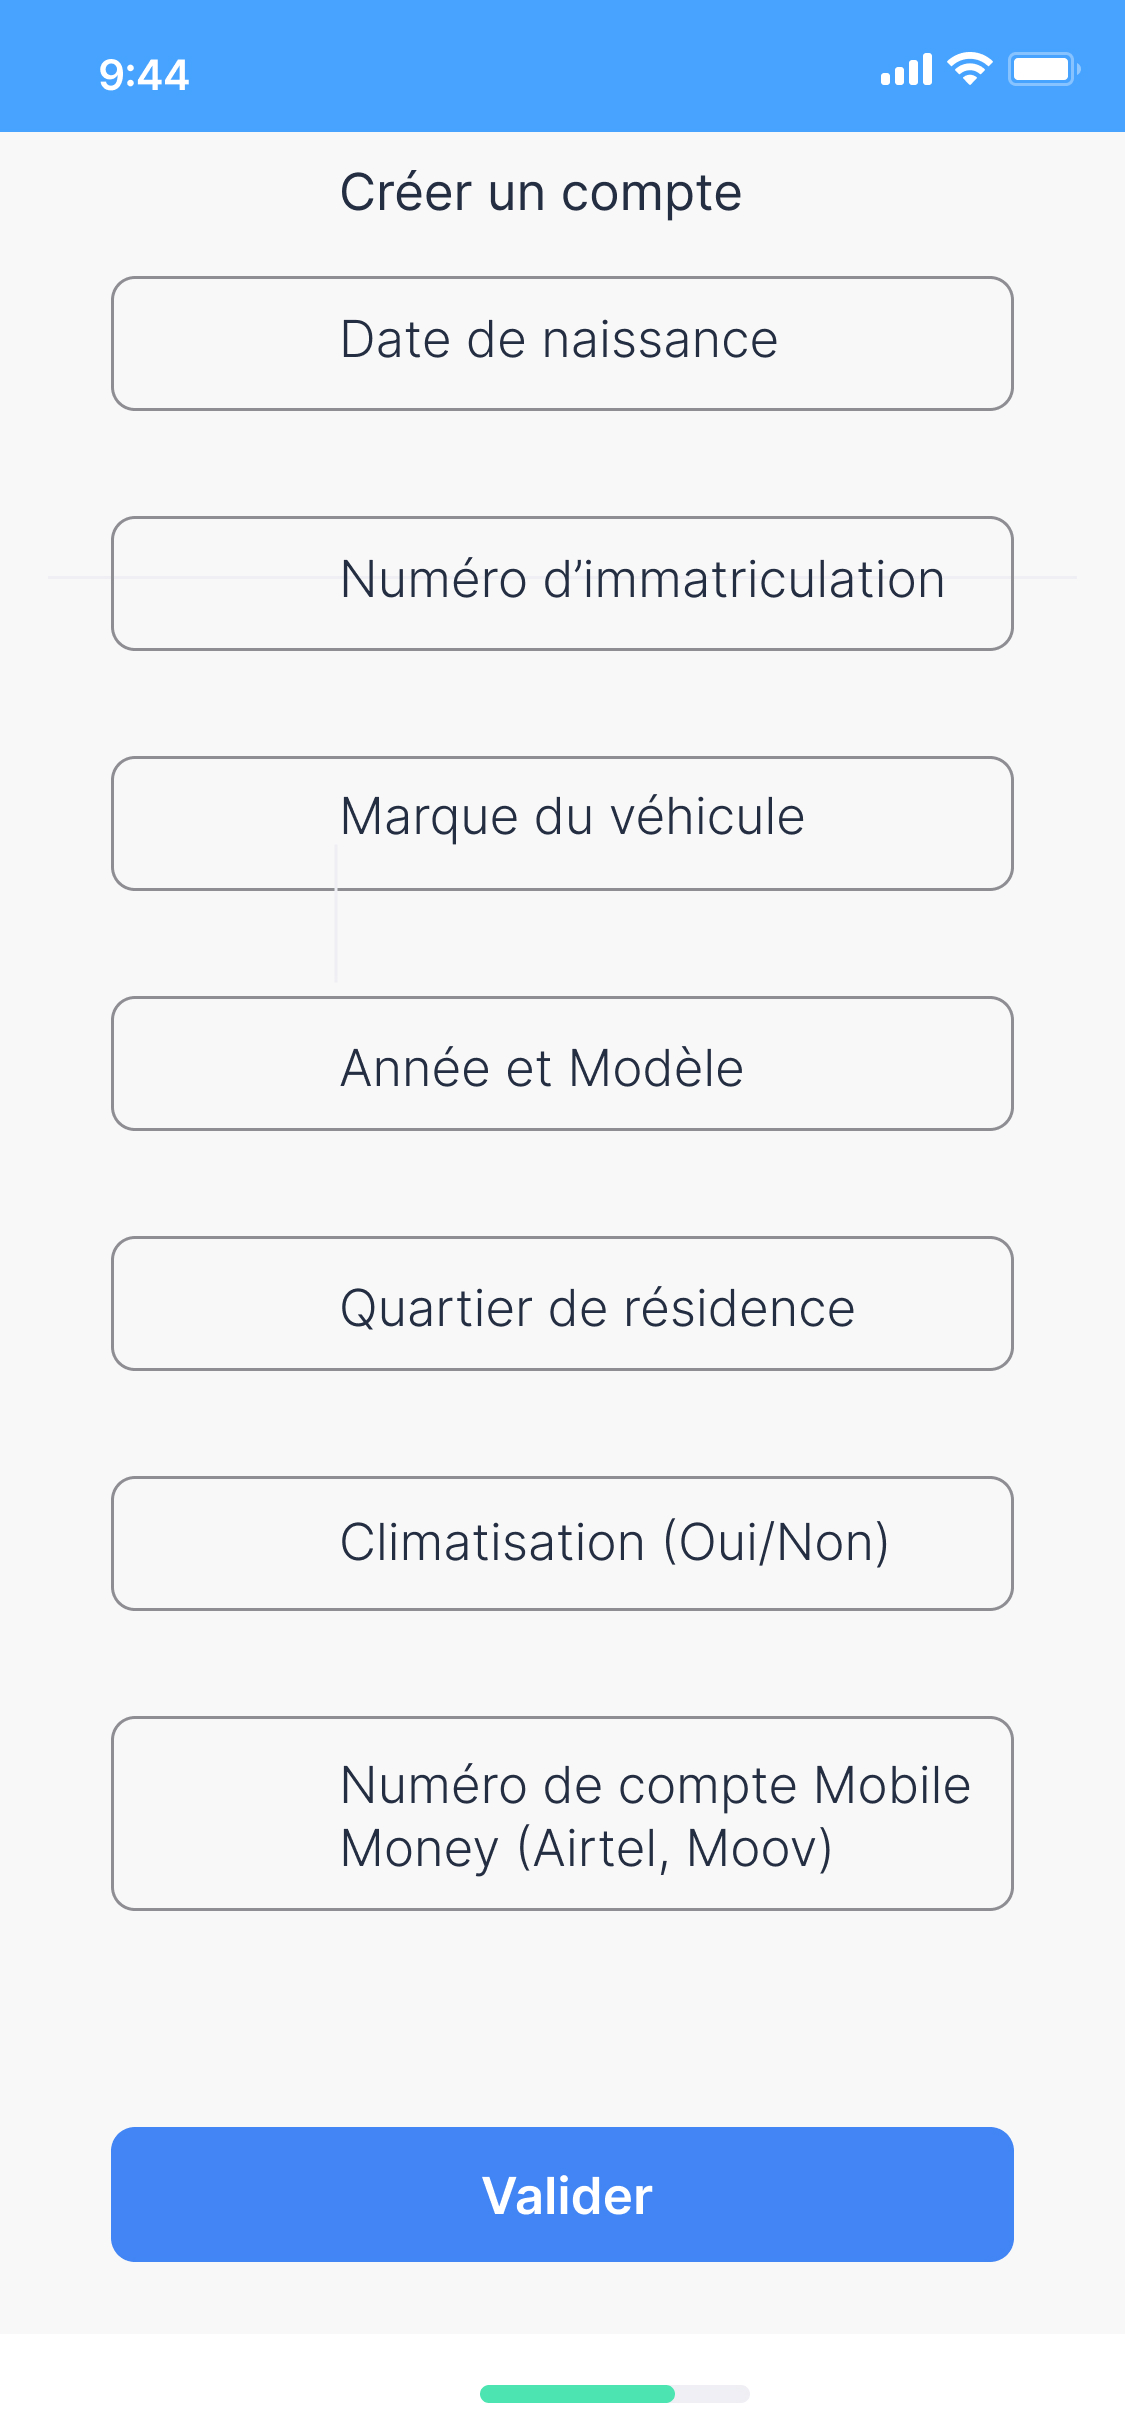 9:44
Créer un compte
Date de naissance
Numéro d’immatriculation
Marque du véhicule
Année et Modèle
Quartier de résidence
Climatisation (Oui/Non)
Numéro de compte Mobile
Money (Airtel, Moov)
Valider